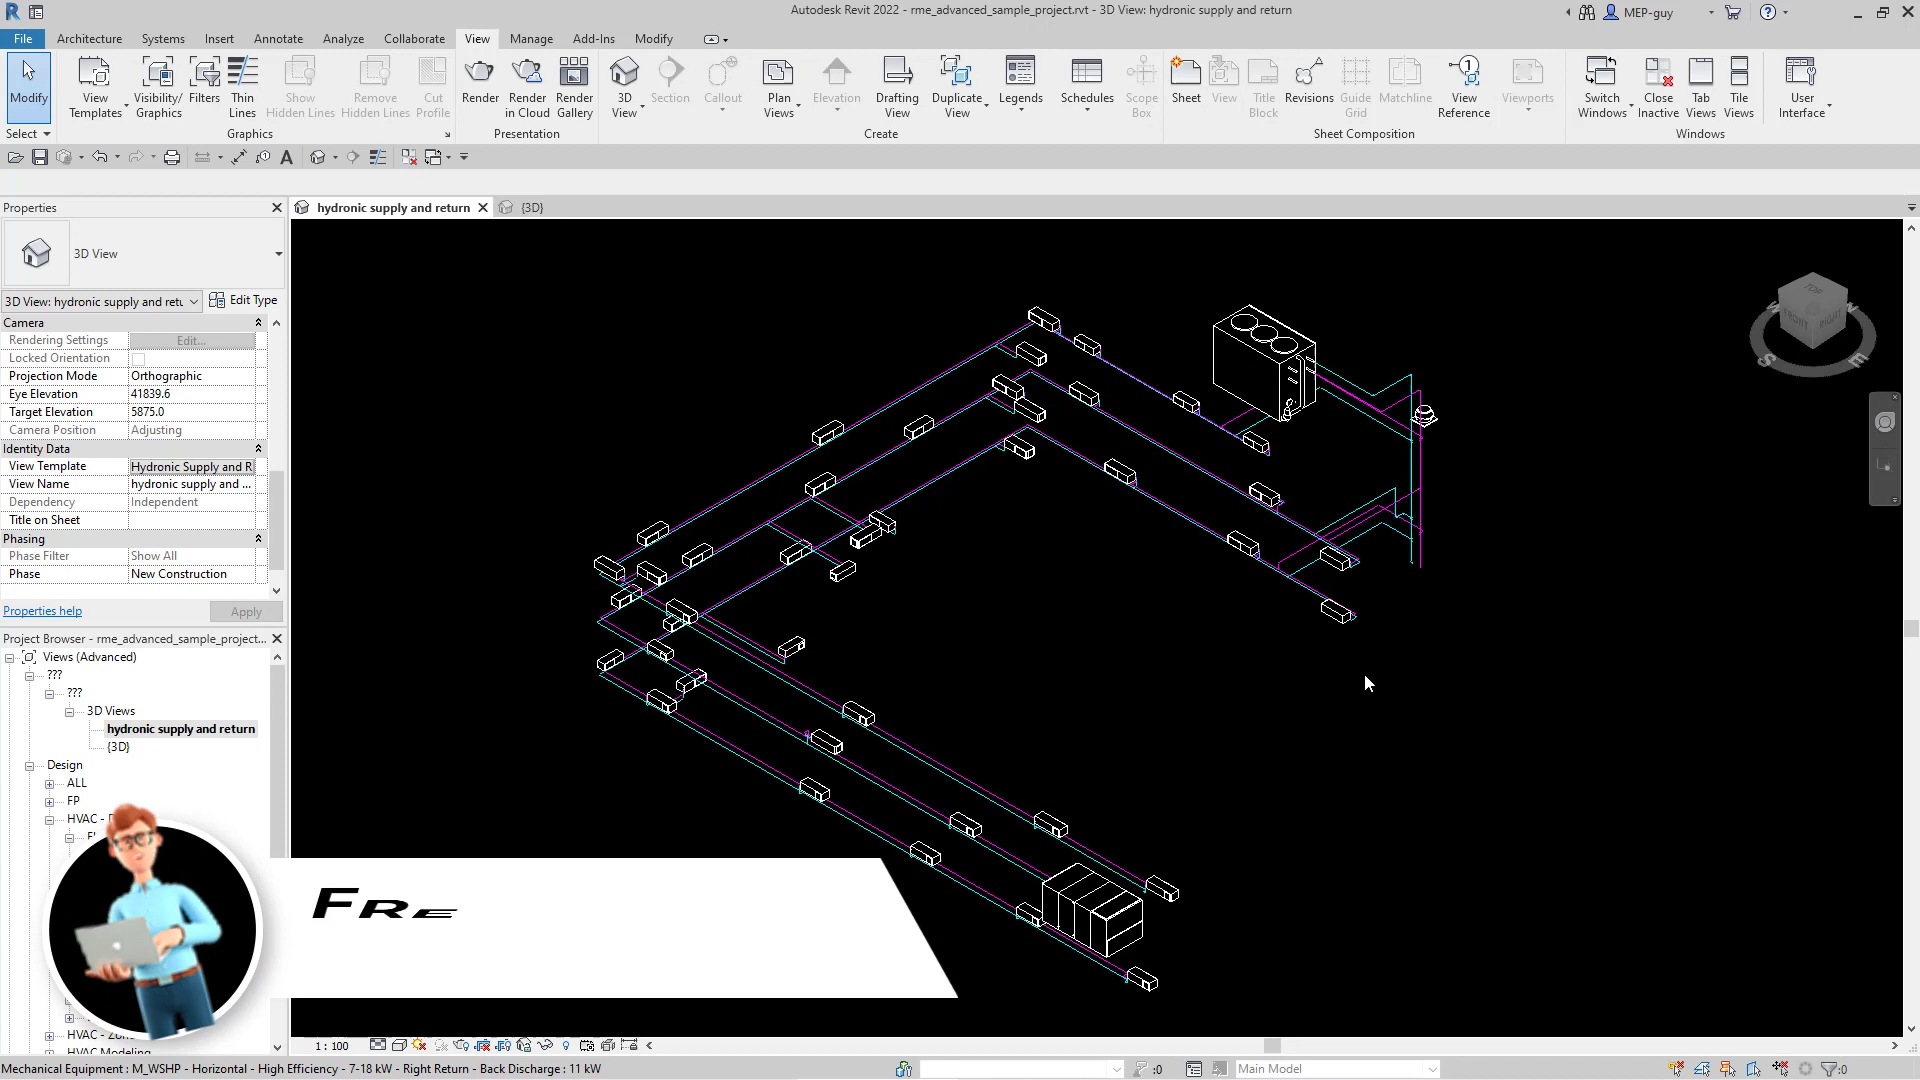 Autodesk Revit 2022 - rme_advanced_sample_project.rvt - 3D View: hydronic supply and return
MEP-guy
File Architecture Systems Insert Annotate Analyze Collaborate View Manage Add-Ins Modify
Modify
View Templates
Visibility/ Graphics
Filters
Thin Lines
Show Hidden Lines
Remove Hidden Lines
Cut Profile
Render
Render in Cloud
Render Gallery
3D View
Section
Callout
Plan Views
Elevation
Drafting View
Duplicate View
Legends
Schedules
Scope Box
Sheet
View
Title Block
Revisions
Guide Grid
Matchline
View Reference
Viewports
Switch Windows
Close Inactive
Tab Views
Tile Views
User Interface
Select Graphics Presentation Create Sheet Composition Windows
Properties
hydronic supply and return
{3D}
3D View
3D View: hydronic supply and retu
Edit Type
Camera
Rendering Settings Edit...
Locked Orientation
Projection Mode Orthographic
Eye Elevation 41839.6
Target Elevation 5875.0
Camera Position Adjusting
Identity Data
View Template Hydronic Supply and R
View Name hydronic supply and ...
Dependency Independent
Title on Sheet
Phasing
Phase Filter Show All
Phase New Construction
Properties help
Apply
Project Browser - rme_advanced_sample_project...
Views (Advanced)
???
???
3D Views
hydronic supply and return
{3D}
Design
ALL
FP
HVAC -
HVAC - Zo
HVAC Modeling
TOP
FRONT
RIGHT
W
N
S
E
FRE
1 : 100
Mechanical Equipment : M_WSHP - Horizontal - High Efficiency - 7-18 kW - Right Return - Back Discharge : 11 kW
:0
Main Model
:0